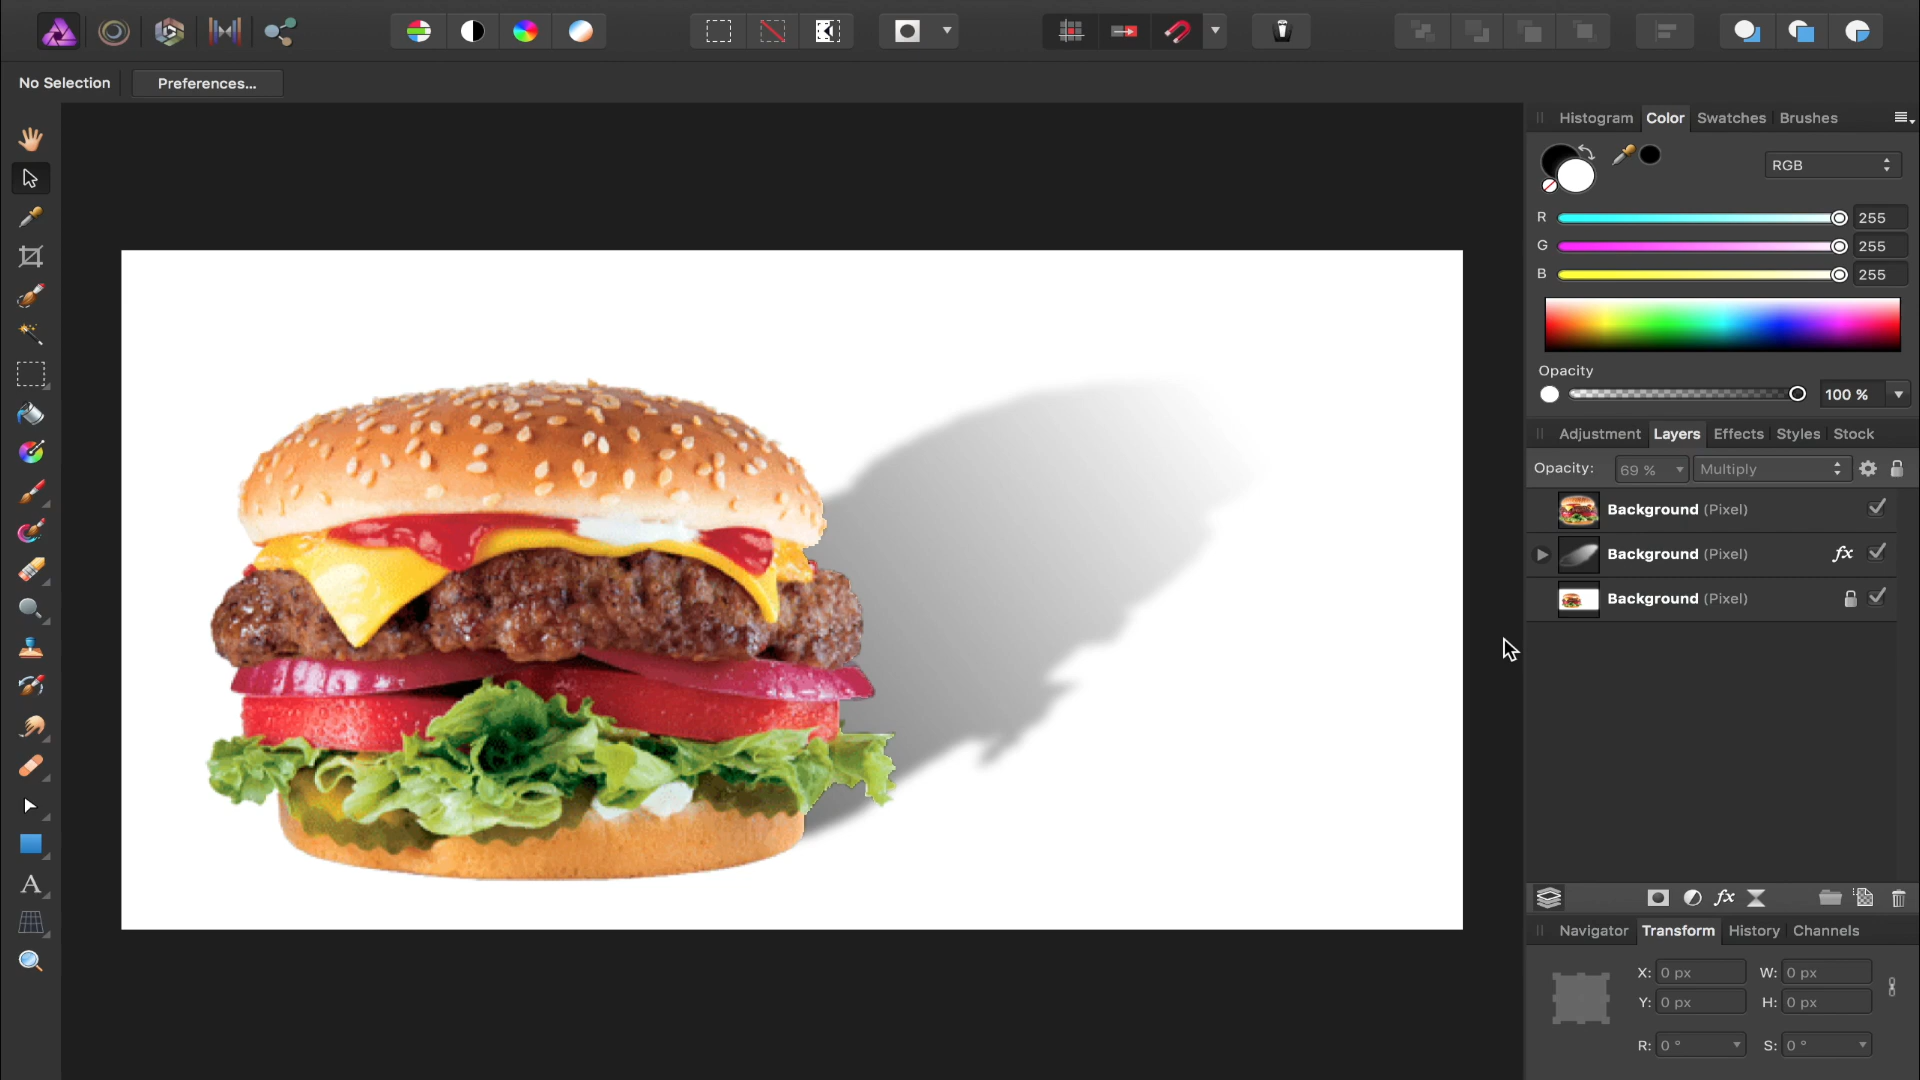 No Selection
Preferences...
Histogram Color Swatches Brushes
RGB
R 255
G 255
B 255
Opacity
100 %
Adjustment Layers Effects Styles Stock
Opacity: 69 % Multiply
Background (Pixel)
Background (Pixel) fx
Background (Pixel)
fx
Navigator Transform History Channels
X: 0 px W: 0 px
Y: 0 px H: 0 px
R: 0 ° S: 0 °
A